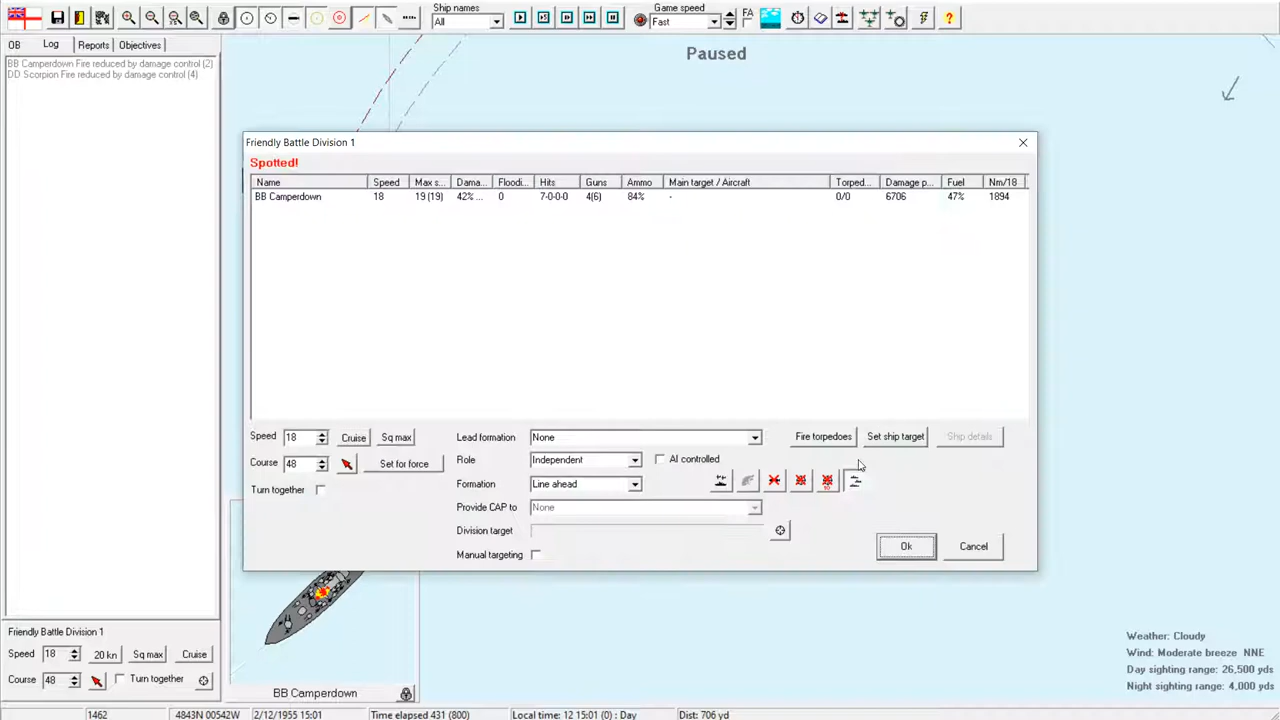 Ship names
Game speed
All
Fast
FA
OB Log Reports Objectives
BB Camperdown Fire reduced by damage control (2)
DD Scorpion Fire reduced by damage control (4)
Paused
Friendly Battle Division 1
Spotted!
Name Speed Max s... Dama... Floodi... Hits Guns Ammo Main target / Aircraft Torped... Damage p... Fuel Nm/18
BB Camperdown 18 19 (19) 42% ... 0 7-0-0-0 4(6) 84% - 0/0 6706 47% 1894
Speed 18 Cruise Sq max Lead formation None Fire torpedoes Set ship target Ship details
Course 48 Set for force Role Independent AI controlled
Turn together Formation Line ahead
10
Provide CAP to None
Division target
Manual targeting
Ok Cancel
Friendly Battle Division 1
Speed 18 20 kn Sq max Cruise
Course 48 Turn together
BB Camperdown
Weather: Cloudy
Wind: Moderate breeze NNE
Day sighting range: 26,500 yds
Night sighting range: 4,000 yds
1462 4843N 00542W 2/12/1955 15:01 Time elapsed 431 (800) Local time: 12 15:01 (0) : Day Dist: 706 yd